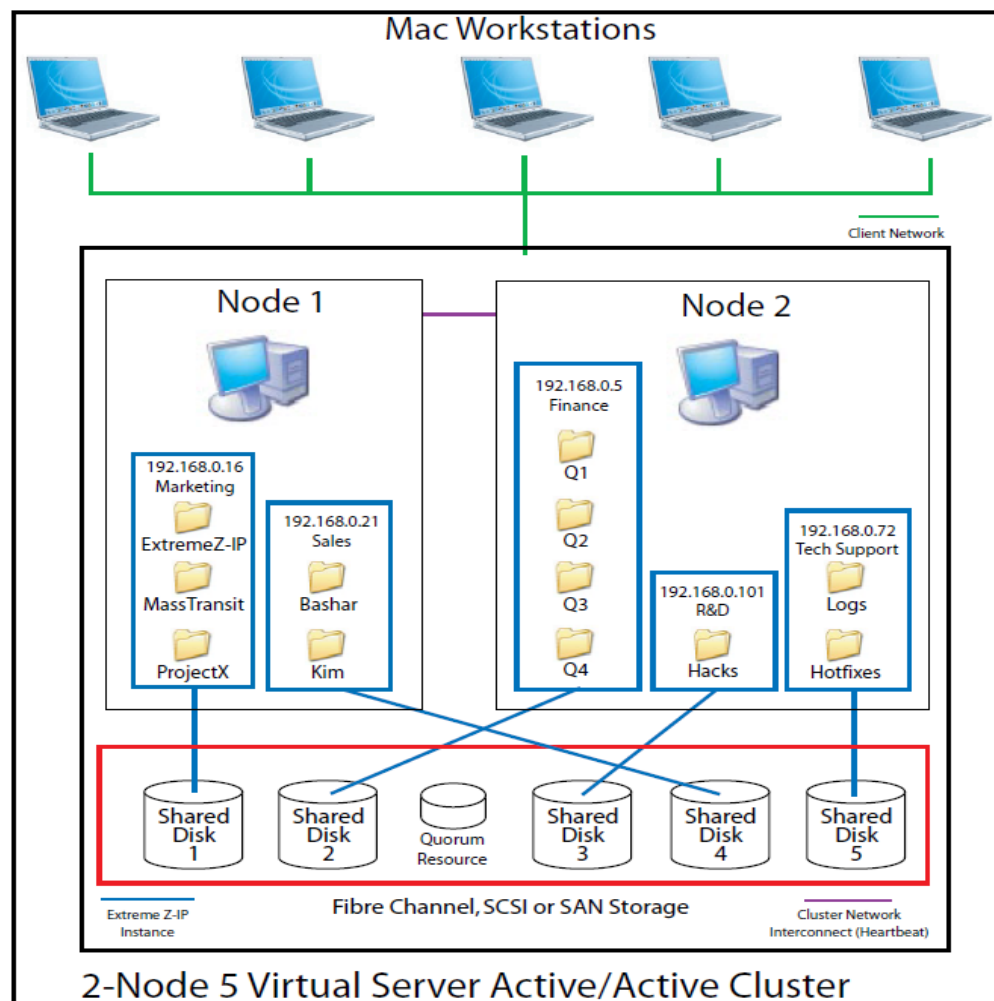 Mac Workstations
Client Network
Node 1
Node 2
192.168.0.16
Marketing
ExtremeZ-IP
MassTransit
ProjectX
192.168.0.21
Sales
Bashar
Kim
192.168.0.5
Finance
Q1
Q2
Q3
Q4
192.168.0.101
R&D
Hacks
192.168.0.72
Tech Support
Logs
Hotfixes
Shared
Disk
1
Shared
Disk
2
Quorum
Resource
Shared
Disk
3
Shared
Disk
4
Shared
Disk
5
Extreme Z-IP
Instance
Fibre Channel, SCSI or SAN Storage
Cluster Network
Interconnect (Heartbeat)
2-Node 5 Virtual Server Active/Active Cluster